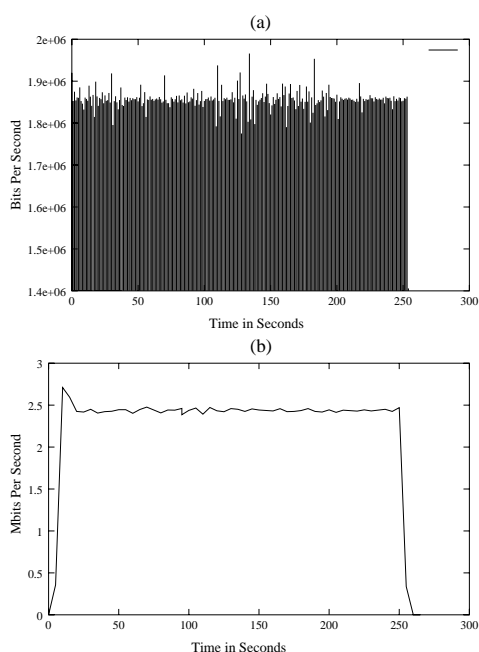 (a)
2e+06
1.9e+06
1.8e+06
1.7e+06
1.6e+06
1.5e+06
1.4e+06
Bits Per Second
0 50 100 150 200 250 300
Time in Seconds
(b)
3
2.5
2
1.5
1
0.5
0
Mbits Per Second
0 50 100 150 200 250 300
Time in Seconds